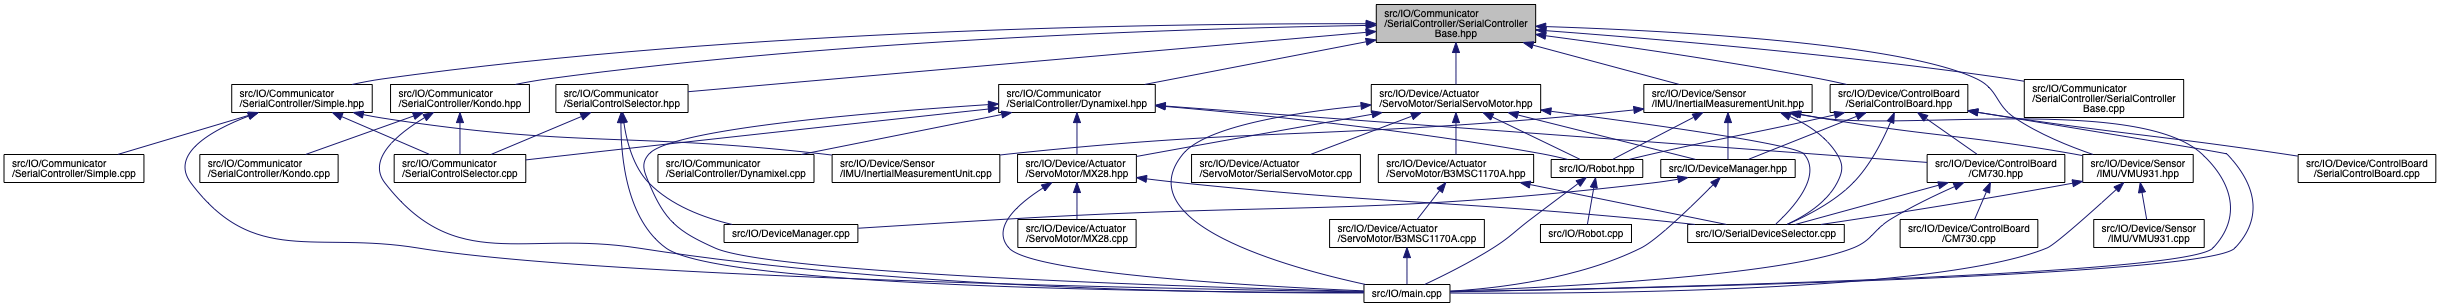 src/IO/Communicator
/SerialController/SerialController
Base.hpp
src/IO/Communicator
/SerialController/Simple.hpp
src/IO/Communicator
/SerialController/Kondo.hpp
src/IO/Communicator
/SerialControlSelector.hpp
src/IO/Communicator
/SerialController/Dynamixel.hpp
src/IO/Device/Actuator
/ServoMotor/SerialServoMotor.hpp
src/IO/Device/Sensor
/IMU/InertialMeasurementUnit.hpp
src/IO/Device/ControlBoard
/SerialControlBoard.hpp
src/IO/Communicator
/SerialController/SerialController
Base.cpp
src/IO/Communicator
/SerialController/Simple.cpp
src/IO/Communicator
/SerialController/Kondo.cpp
src/IO/Communicator
/SerialControlSelector.cpp
src/IO/Communicator
/SerialController/Dynamixel.cpp
src/IO/Device/Sensor
/IMU/InertialMeasurementUnit.cpp
src/IO/Device/Actuator
/ServoMotor/MX28.hpp
src/IO/Device/Actuator
/ServoMotor/SerialServoMotor.cpp
src/IO/Device/Actuator
/ServoMotor/B3MSC1170A.hpp
src/IO/Robot.hpp
src/IO/DeviceManager.hpp
src/IO/Device/ControlBoard
/CM730.hpp
src/IO/Device/Sensor
/IMU/VMU931.hpp
src/IO/Device/ControlBoard
/SerialControlBoard.cpp
src/IO/DeviceManager.cpp
src/IO/Device/Actuator
/ServoMotor/MX28.cpp
src/IO/Device/Actuator
/ServoMotor/B3MSC1170A.cpp
src/IO/Robot.cpp
src/IO/SerialDeviceSelector.cpp
src/IO/Device/ControlBoard
/CM730.cpp
src/IO/Device/Sensor
/IMU/VMU931.cpp
src/IO/main.cpp